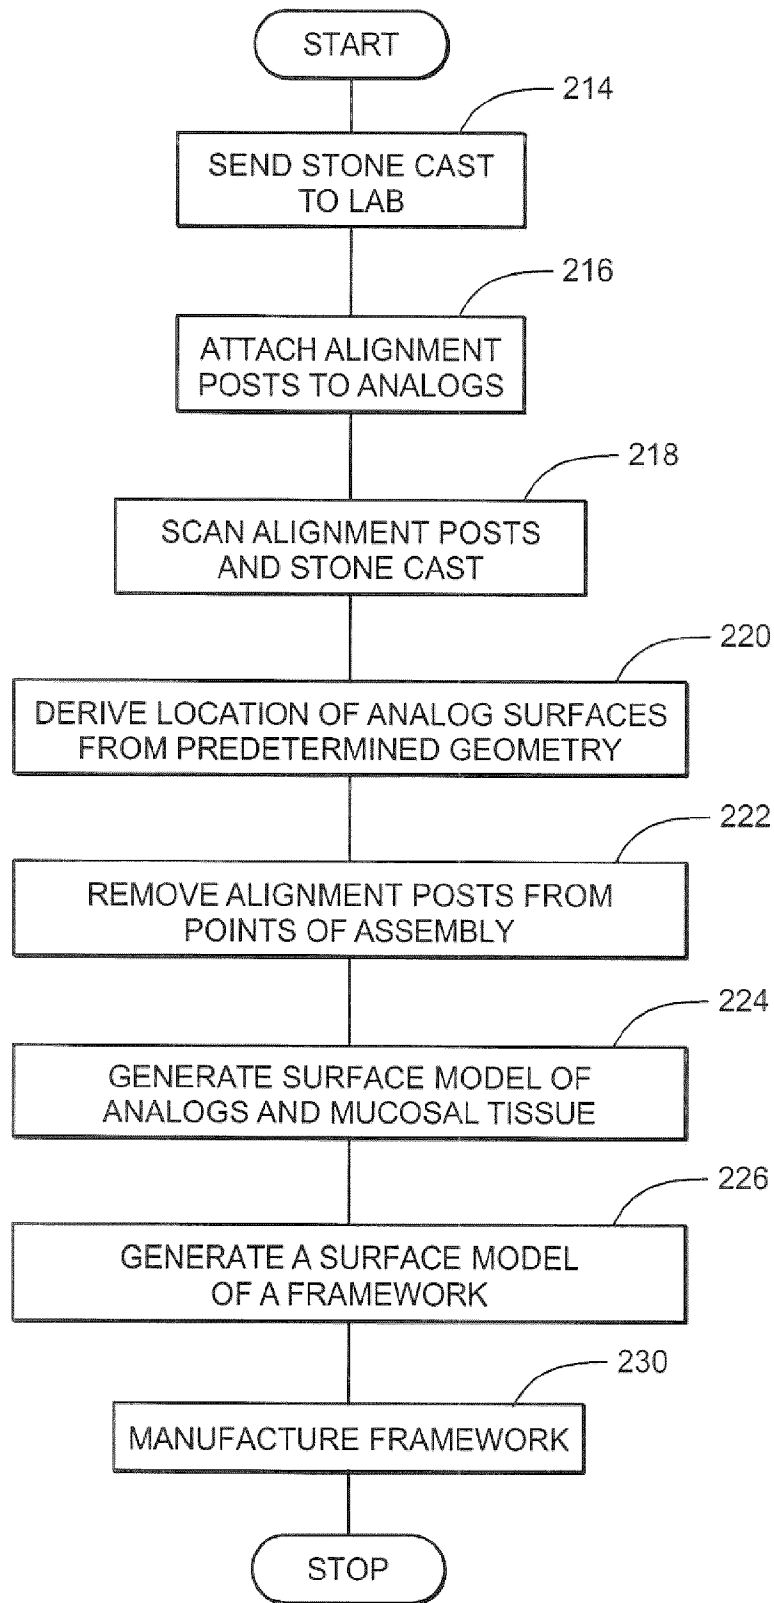 START
214
SEND STONE CAST
TO LAB
216
ATTACH ALIGNMENT
POSTS TO ANALOGS
218
SCAN ALIGNMENT POSTS
AND STONE CAST
220
DERIVE LOCATION OF ANALOG SURFACES
FROM PREDETERMINED GEOMETRY
222
REMOVE ALIGNMENT POSTS FROM
POINTS OF ASSEMBLY
224
GENERATE SURFACE MODEL OF
ANALOGS AND MUCOSAL TISSUE
226
GENERATE A SURFACE MODEL
OF A FRAMEWORK
230
MANUFACTURE FRAMEWORK
STOP